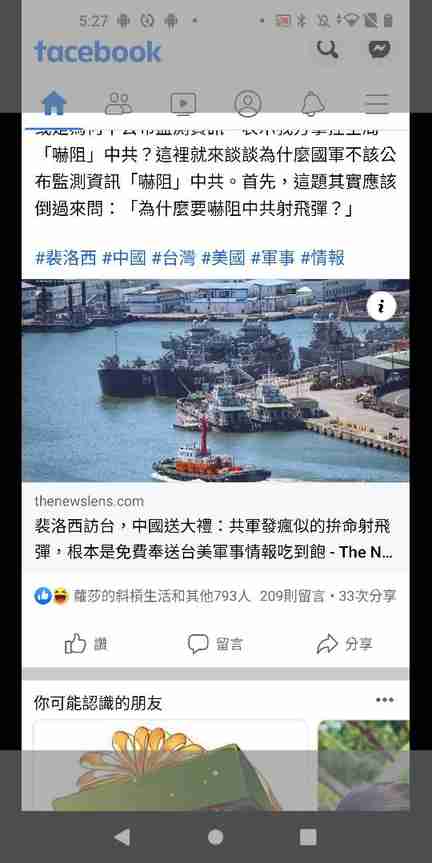 5:27
facebook
「嚇阻」中共？這裡就來談談為什麼國軍不該公
布監測資訊「嚇阻」中共。首先，這題其實應該
倒過來問：「為什麼要嚇阻中共射飛彈？」
#裴洛西 #中國 #台灣 #美國 #軍事 #情報
thenewslens.com
裴洛西訪台，中國送大禮：共軍發瘋似的拚命射飛
彈，根本是免費奉送台美軍事情報吃到飽 - The N...
蘿莎的斜槓生活和其他793人 209則留言・33次分享
讚 留言 分享
你可能認識的朋友